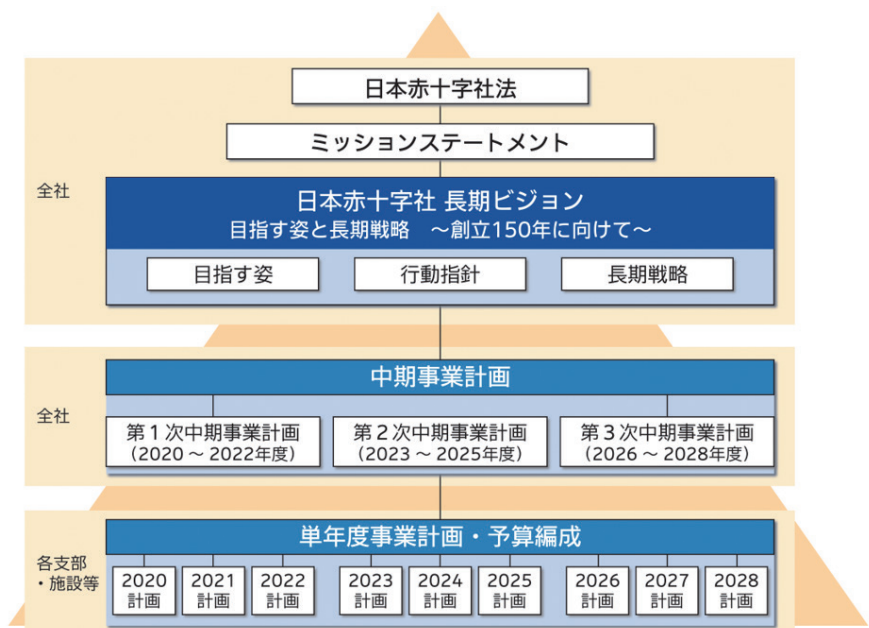 日本赤十字社法
ミッションステートメント
全社
日本赤十字社 長期ビジョン
目指す姿と長期戦略 ～創立150年に向けて～
目指す姿
行動指針
長期戦略
全社
中期事業計画
第1次中期事業計画
（2020～2022年度）
第2次中期事業計画
（2023～2025年度）
第3次中期事業計画
（2026～2028年度）
各支部
・施設等
単年度事業計画・予算編成
2020
計画
2021
計画
2022
計画
2023
計画
2024
計画
2025
計画
2026
計画
2027
計画
2028
計画